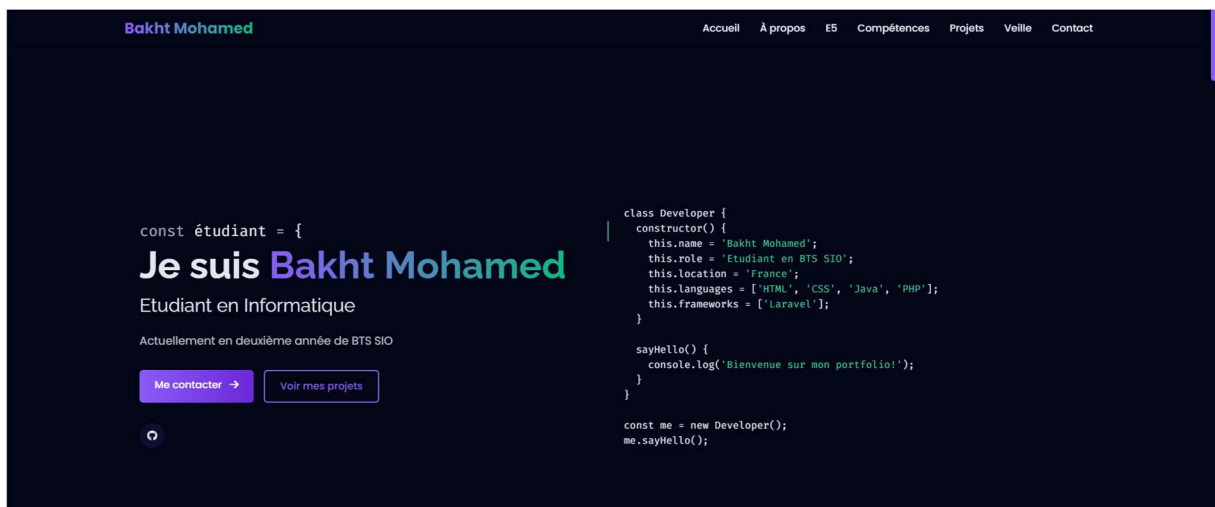 Bakht Mohamed
Accueil À propos E5 Compétences Projets Veille Contact
const étudiant = {
Je suis Bakht Mohamed
Etudiant en Informatique
Actuellement en deuxième année de BTS SIO
Me contacter →
Voir mes projets
class Developer {
  constructor() {
    this.name = 'Bakht Mohamed';
    this.role = 'Etudiant en BTS SIO';
    this.location = 'France';
    this.languages = ['HTML', 'CSS', 'Java', 'PHP'];
    this.frameworks = ['Laravel'];
  }
  sayHello() {
    console.log('Bienvenue sur mon portfolio!');
  }
}
const me = new Developer();
me.sayHello();